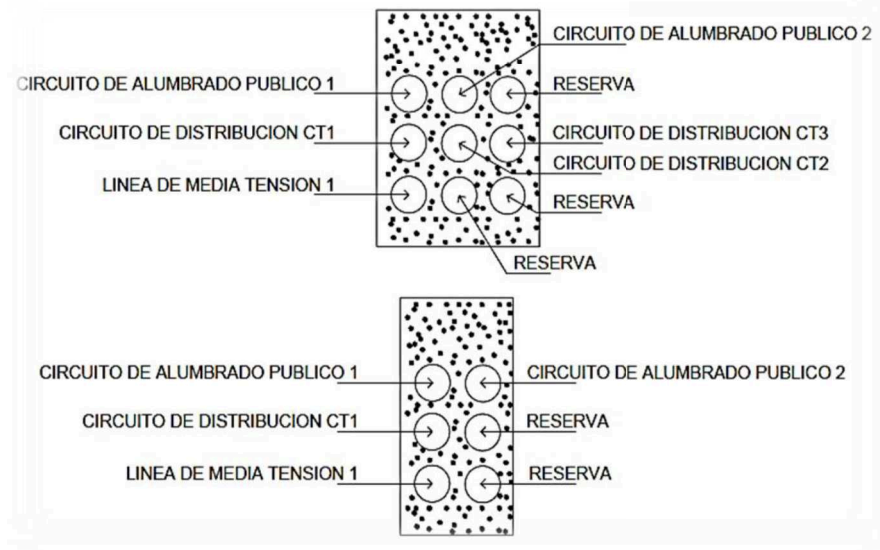 CIRCUITO DE ALUMBRADO PUBLICO 2
CIRCUITO DE ALUMBRADO PUBLICO 1
RESERVA
CIRCUITO DE DISTRIBUCION CT1
CIRCUITO DE DISTRIBUCION CT3
CIRCUITO DE DISTRIBUCION CT2
LINEA DE MEDIA TENSION 1
RESERVA
RESERVA
CIRCUITO DE ALUMBRADO PUBLICO 1
CIRCUITO DE ALUMBRADO PUBLICO 2
CIRCUITO DE DISTRIBUCION CT1
RESERVA
LINEA DE MEDIA TENSION 1
RESERVA